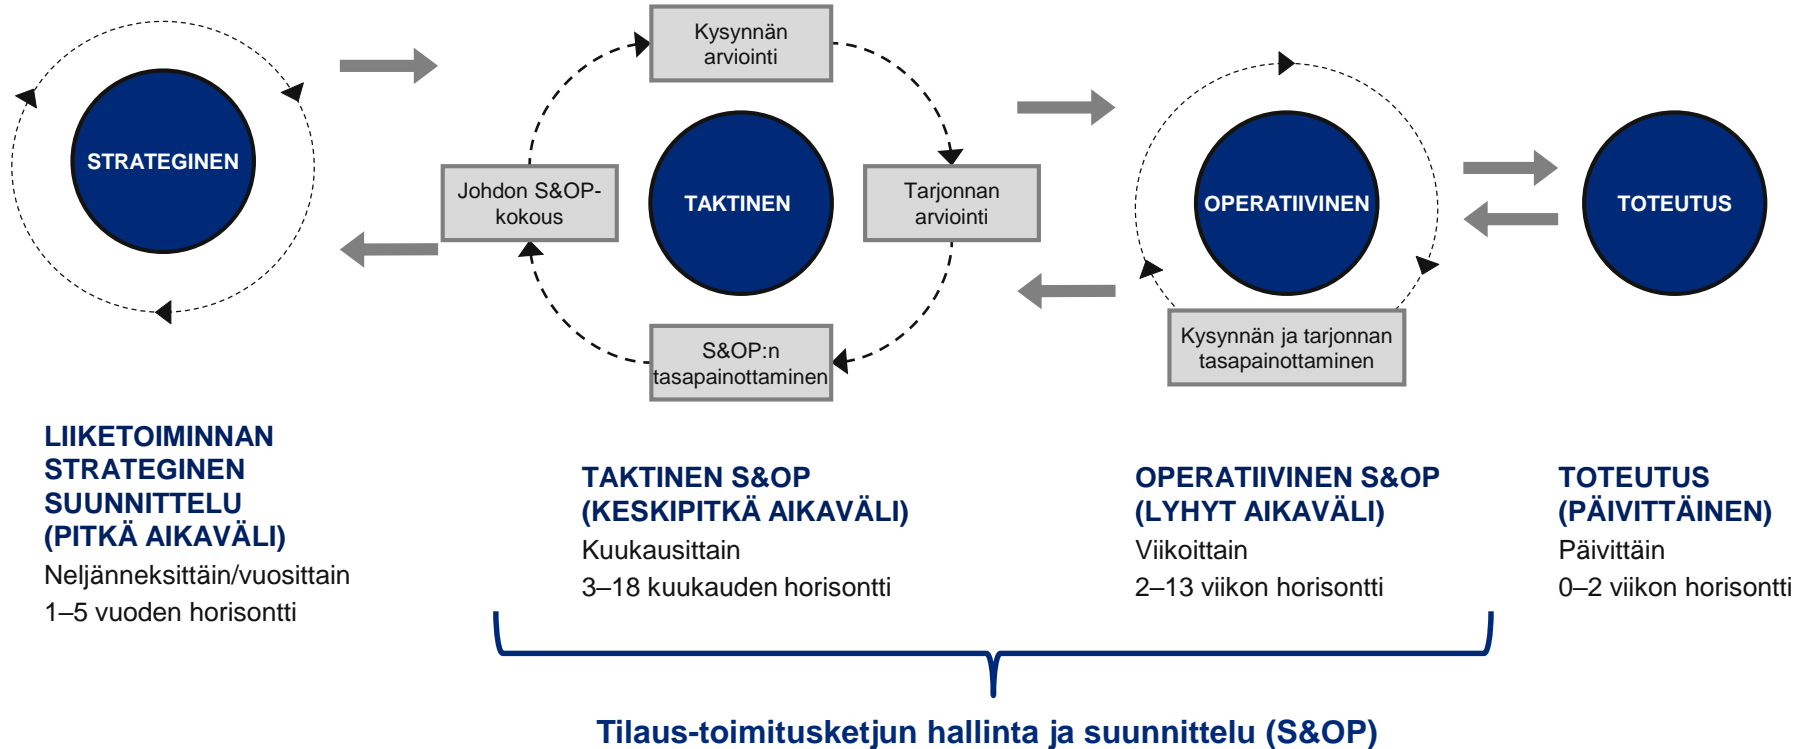 STRATEGINEN
Kysynnän
arviointi
Johdon S&OP-
kokous
TAKTINEN
Tarjonnan
arviointi
S&OP:n
tasapainottaminen
OPERATIIVINEN
Kysynnän ja tarjonnan
tasapainottaminen
TOTEUTUS
LIIKETOIMINNAN
STRATEGINEN
SUUNNITTELU
(PITKÄ AIKAVÄLI)
Neljänneksittäin/vuosittain
1–5 vuoden horisontti
TAKTINEN S&OP
(KESKIPITKÄ AIKAVÄLI)
Kuukausittain
3–18 kuukauden horisontti
OPERATIIVINEN S&OP
(LYHYT AIKAVÄLI)
Viikoittain
2–13 viikon horisontti
TOTEUTUS
(PÄIVITTÄINEN)
Päivittäin
0–2 viikon horisontti
Tilaus-toimitusketjun hallinta ja suunnittelu (S&OP)